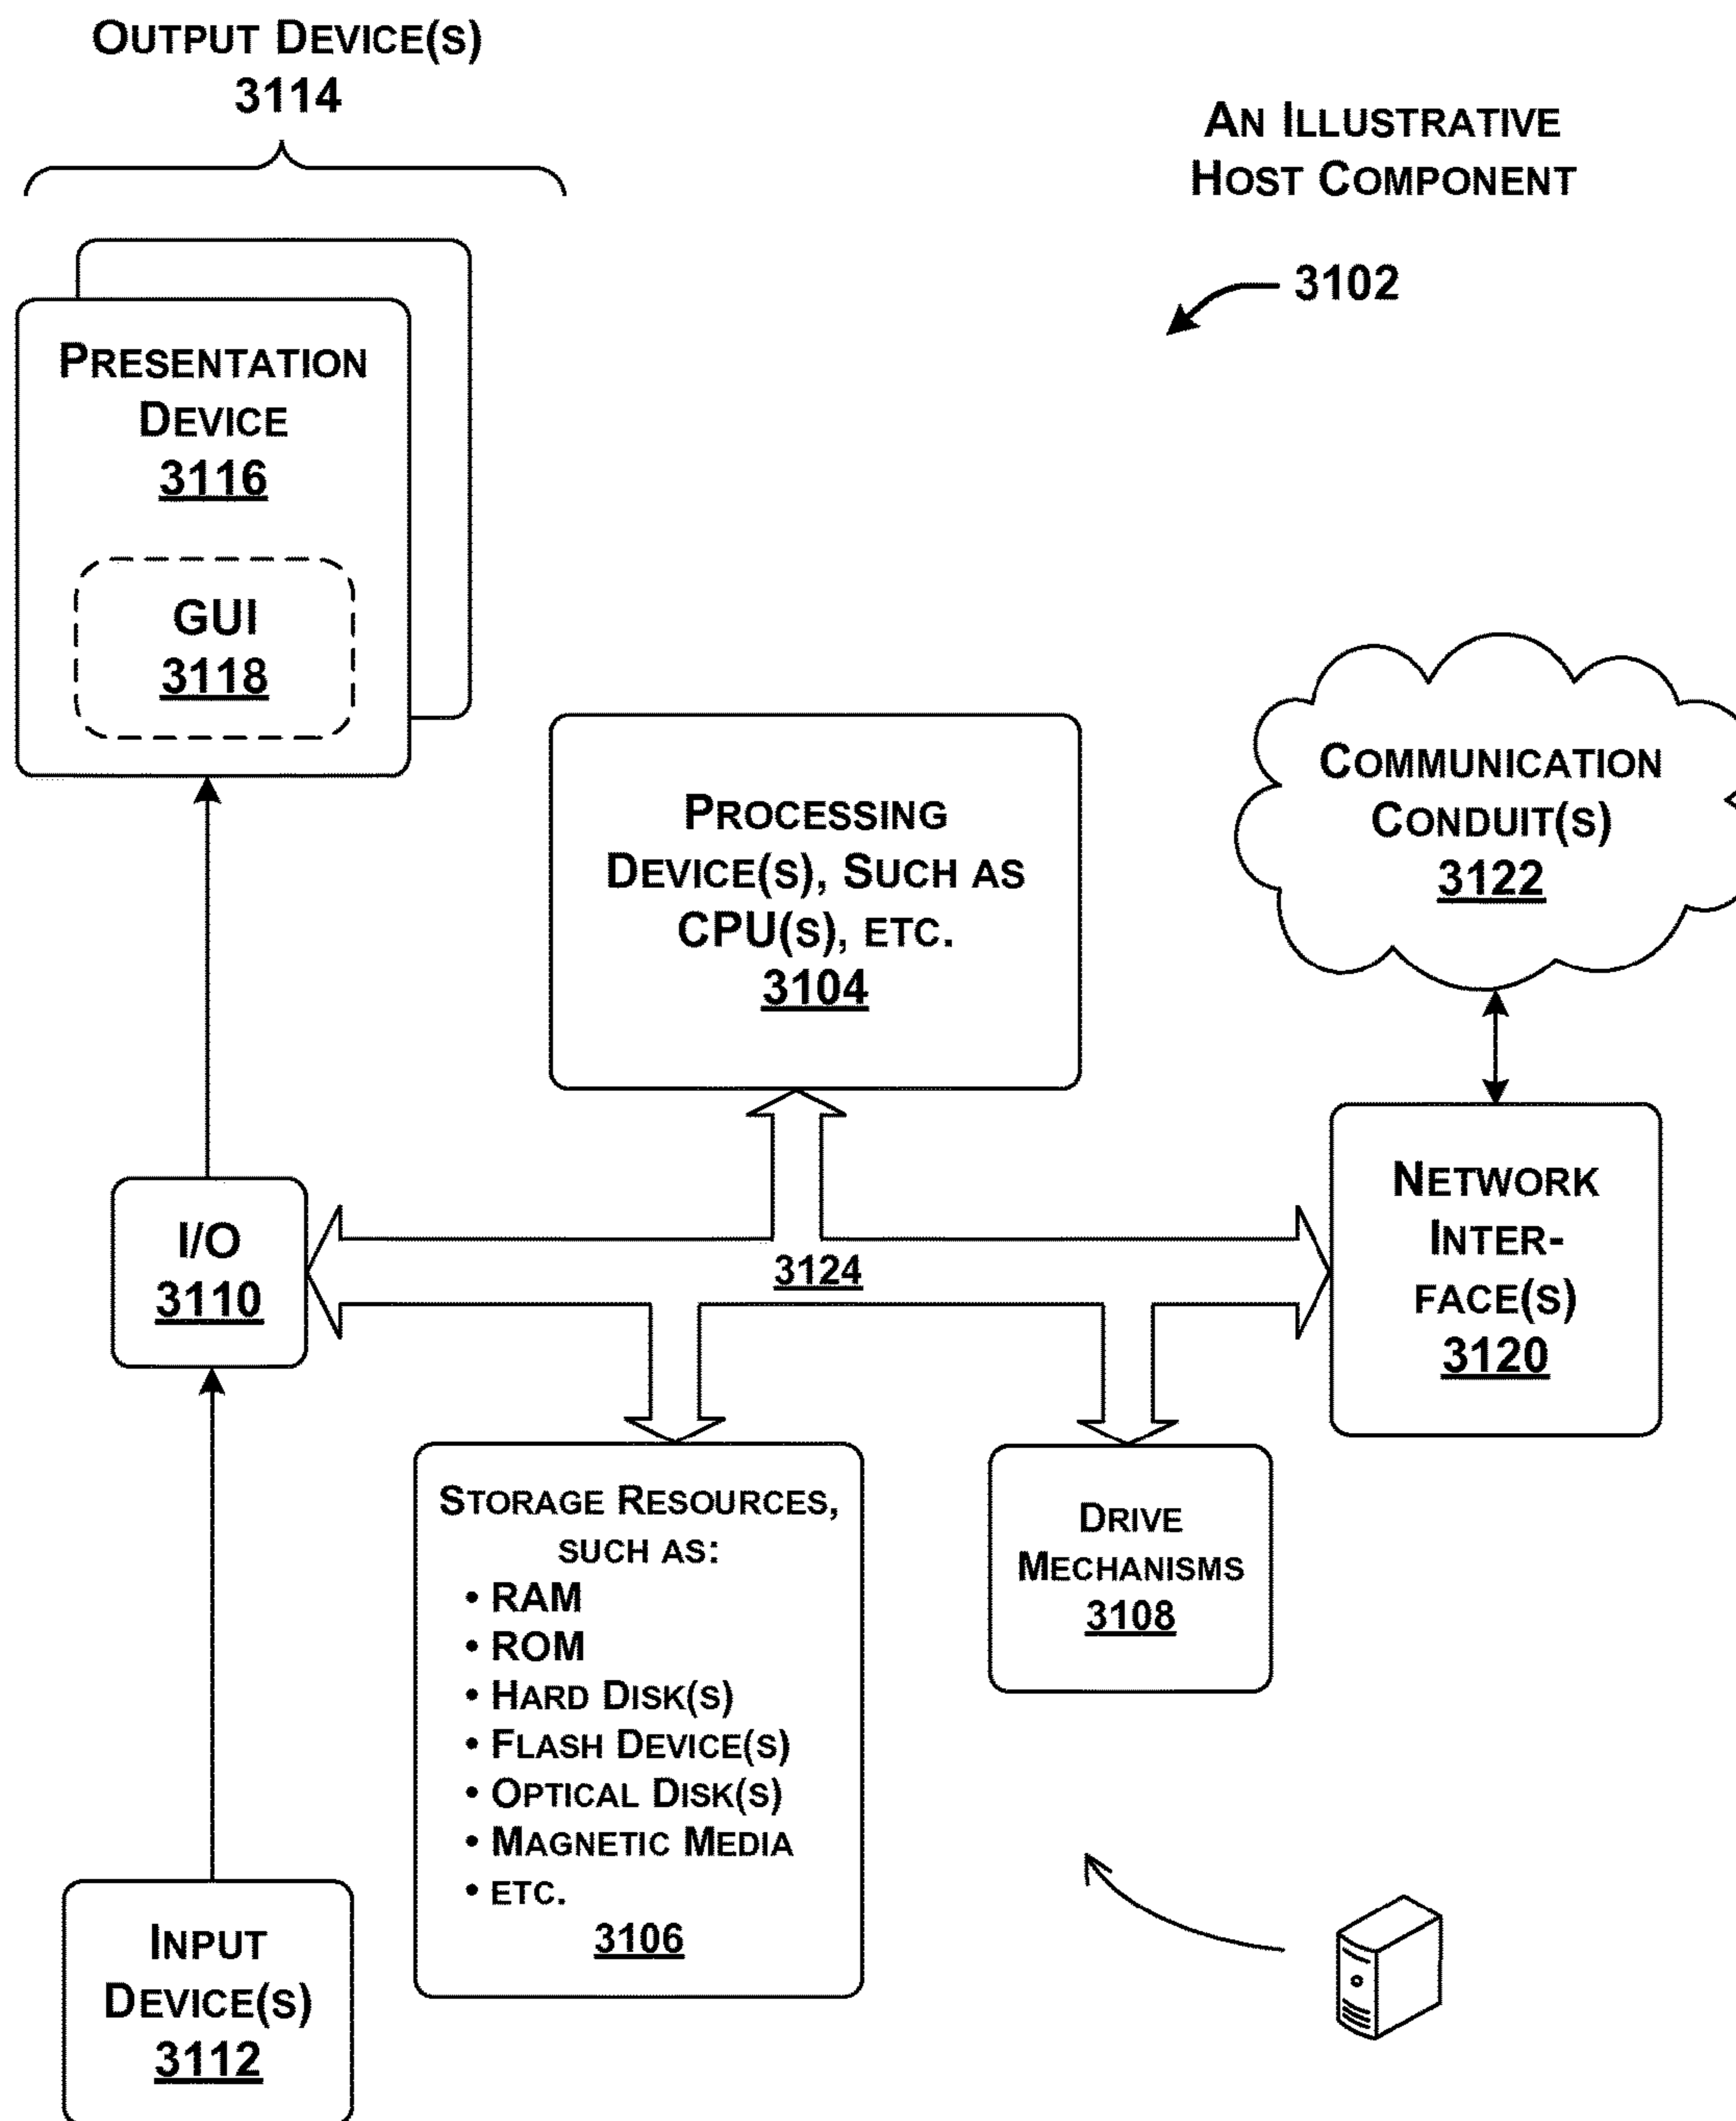 OUTPUT DEVICE(S)
3114
AN ILLUSTRATIVE
HOST COMPONENT
3102
PRESENTATION
DEVICE
3116
GUI
3118
PROCESSING
DEVICE(S), SUCH AS
CPU(S), ETC.
3104
COMMUNICATION
CONDUIT(S)
3122
I/O
3110
3124
NETWORK
INTER-
FACE(S)
3120
STORAGE RESOURCES,
SUCH AS:
• RAM
• ROM
• HARD DISK(S)
• FLASH DEVICE(S)
• OPTICAL DISK(S)
• MAGNETIC MEDIA
• ETC.
3106
DRIVE
MECHANISMS
3108
INPUT
DEVICE(S)
3112